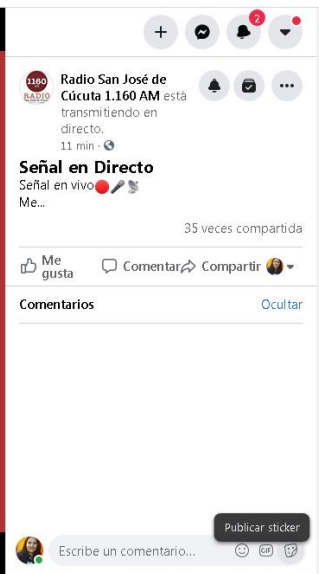 2
1160
RADIO
Radio San José de
Cúcuta 1.160 AM está
transmitiendo en
directo.
11 min ·
Señal en Directo
Señal en vivo🔴🎤📡
Me...
35 veces compartida
Me
gusta
Comentar
Compartir
Comentarios
Ocultar
Publicar sticker
Escribe un comentario...
GIF